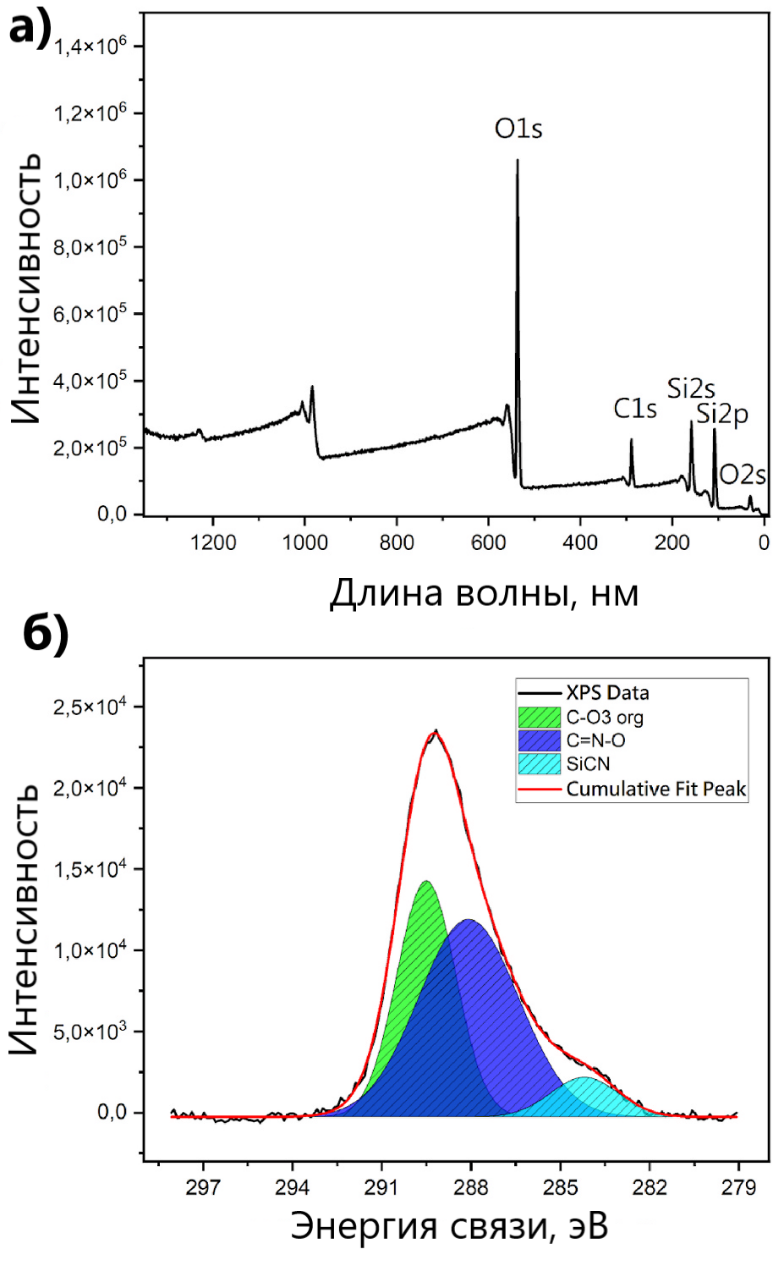 а)
1,4×10⁶
1,2×10⁶
1,0×10⁶
8,0×10⁵
6,0×10⁵
4,0×10⁵
2,0×10⁵
0,0
Интенсивность
O1s
C1s
Si2s
Si2p
O2s
1200 1000 800 600 400 200 0
Длина волны, нм
б)
2,5×10⁴
2,0×10⁴
1,5×10⁴
1,0×10⁴
5,0×10³
0,0
Интенсивность
XPS Data
C-O3 org
C=N-O
SiCN
Cumulative Fit Peak
297 294 291 288 285 282 279
Энергия связи, эВ